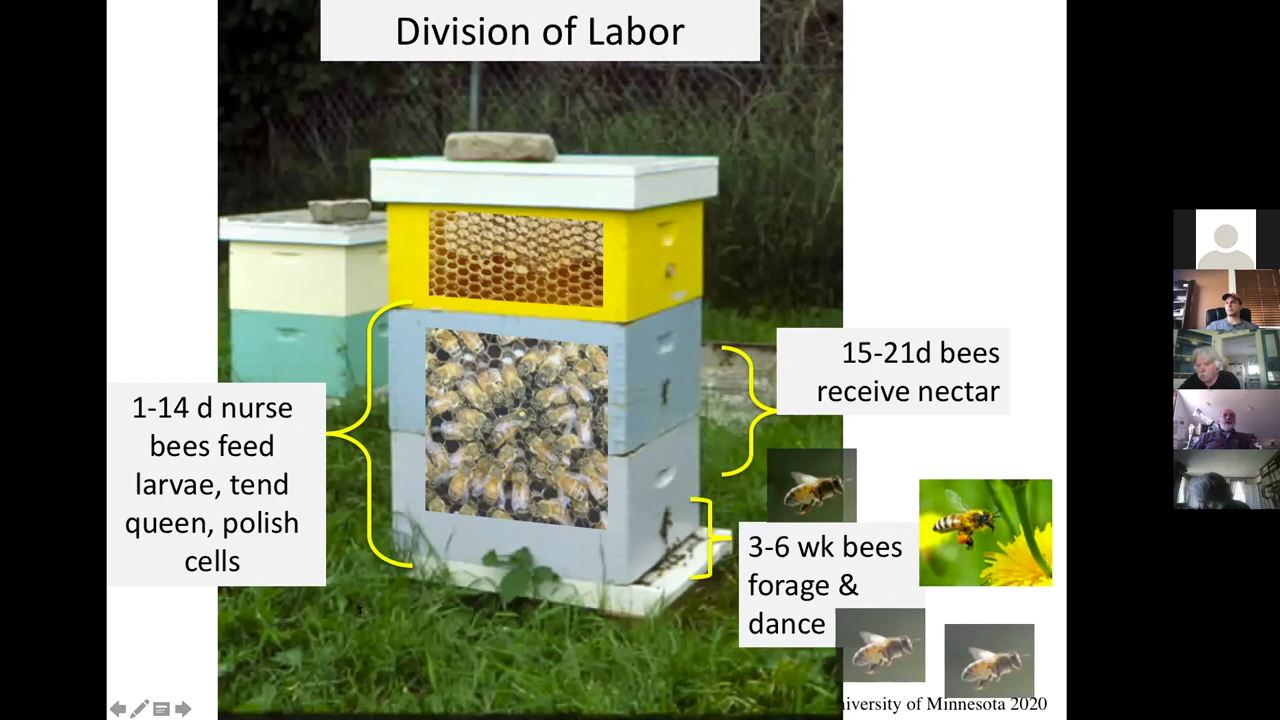 Division of Labor
1-14 d nurse
bees feed
larvae, tend
queen, polish
cells
15-21d bees
receive nectar
3-6 wk bees
forage &
dance
of Minnesota 2020